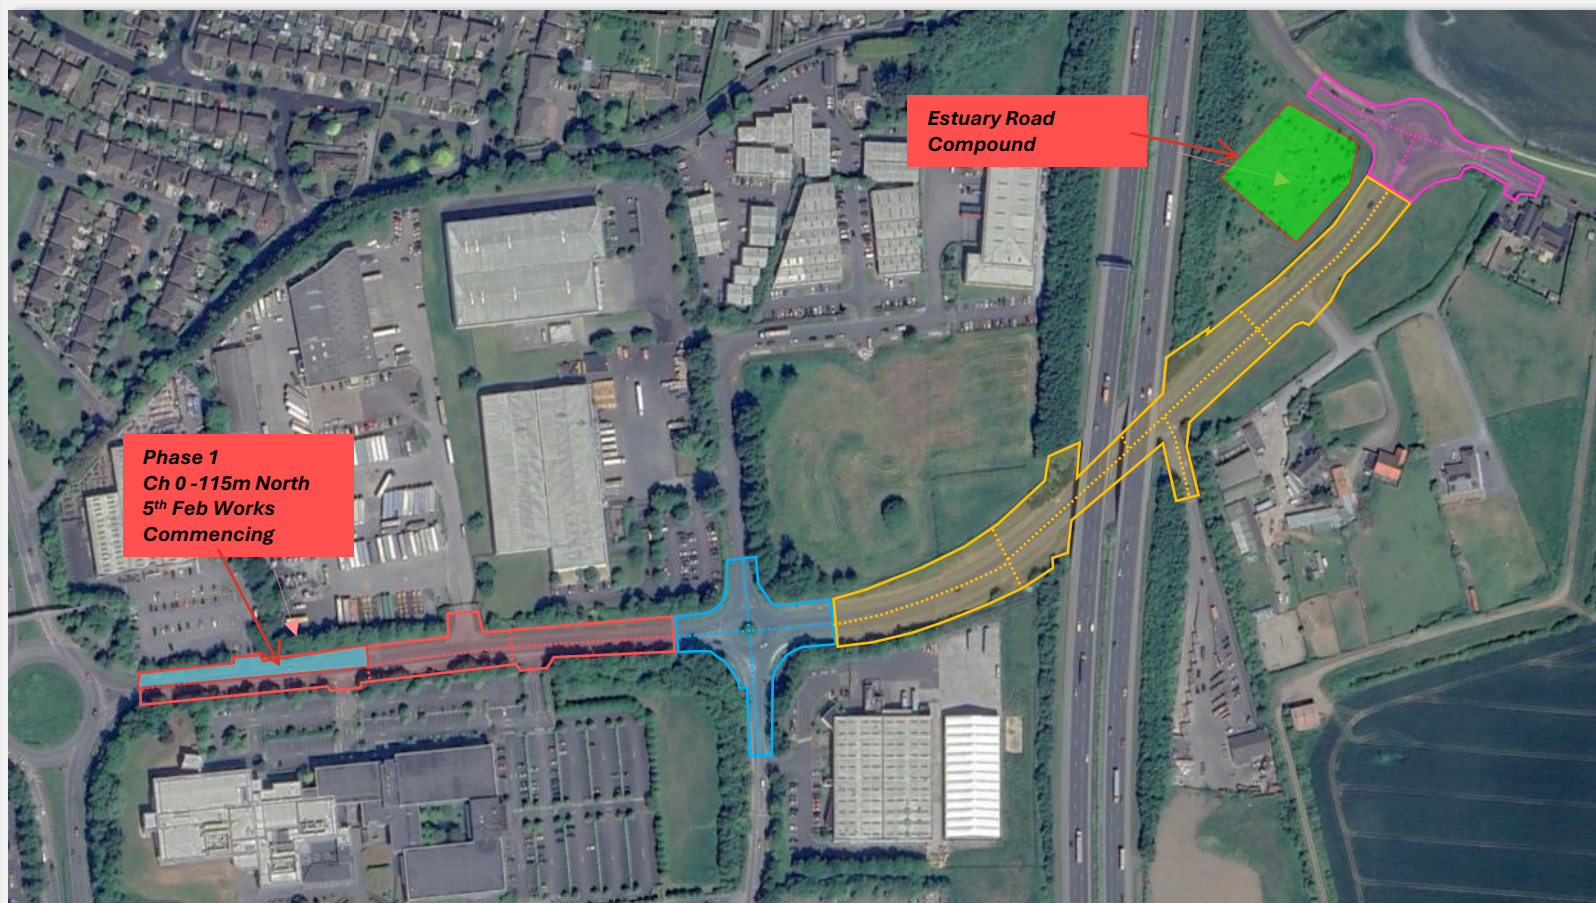 Estuary Road
Compound
Phase 1
Ch 0 -115m North
5th Feb Works
Commencing